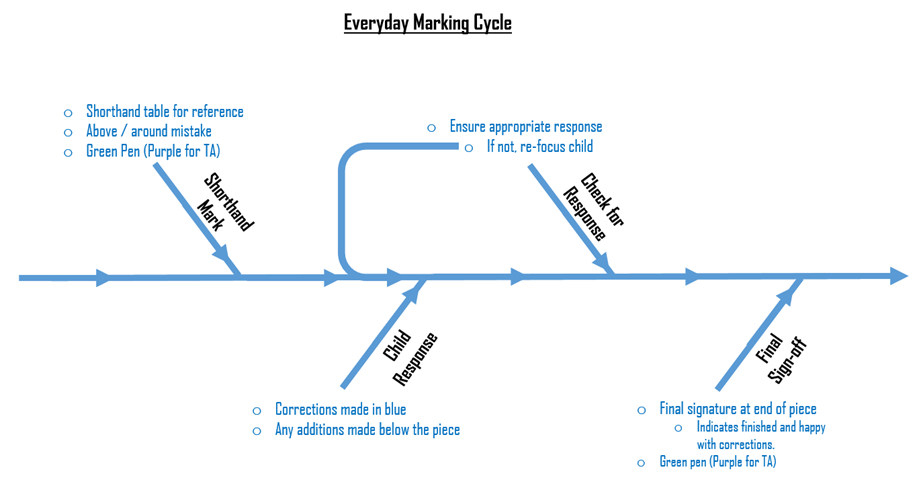 Everyday Marking Cycle
Shorthand table for reference
Above / around mistake
Green Pen (Purple for TA)
Shorthand
Mark
Ensure appropriate response
If not, re-focus child
Check for
Response
Child
Response
Corrections made in blue
Any additions made below the piece
Final
Sign-off
Final signature at end of piece
Indicates finished and happy
with corrections.
Green pen (Purple for TA)